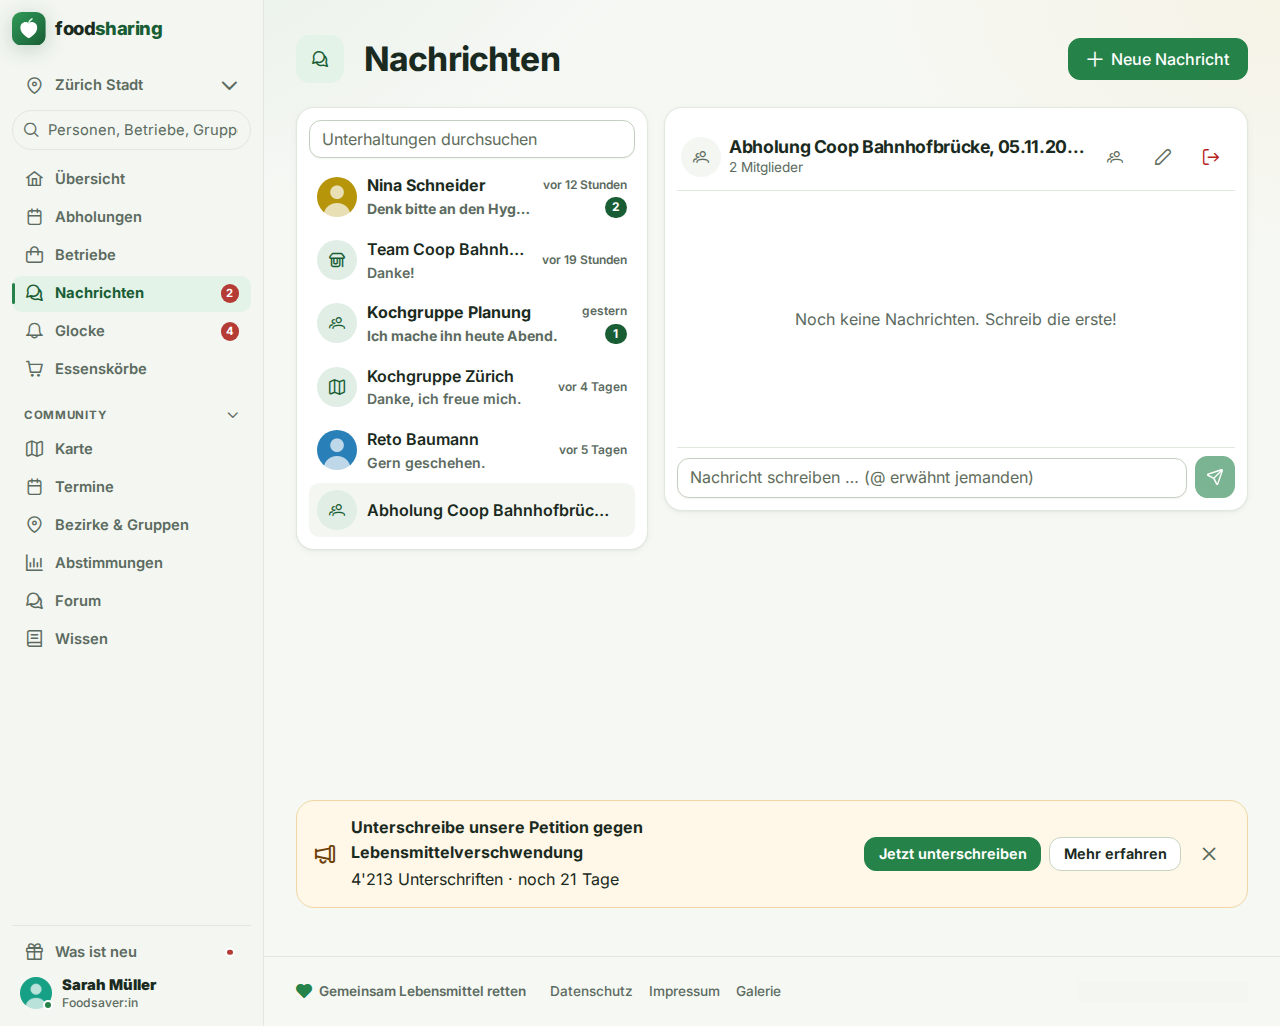 foodsharing
Zürich Stadt
Personen, Betriebe, Grupp
Übersicht
Abholungen
Betriebe
Nachrichten 2
Glocke 4
Essenskörbe
COMMUNITY
Karte
Termine
Bezirke & Gruppen
Abstimmungen
Forum
Wissen
Was ist neu
Sarah Müller
Foodsaver:in
Nachrichten
Neue Nachricht
Unterhaltungen durchsuchen
Nina Schneider vor 12 Stunden
Denk bitte an den Hyg... 2
Team Coop Bahnh... vor 19 Stunden
Danke!
Kochgruppe Planung gestern
Ich mache ihn heute Abend. 1
Kochgruppe Zürich vor 4 Tagen
Danke, ich freue mich.
Reto Baumann vor 5 Tagen
Gern geschehen.
Abholung Coop Bahnhofbrüc...
Abholung Coop Bahnhofbrücke, 05.11.20...
2 Mitglieder
Noch keine Nachrichten. Schreib die erste!
Nachricht schreiben ... (@ erwähnt jemanden)
Unterschreibe unsere Petition gegen
Lebensmittelverschwendung
4'213 Unterschriften · noch 21 Tage
Jetzt unterschreiben
Mehr erfahren
Gemeinsam Lebensmittel retten Datenschutz Impressum Galerie